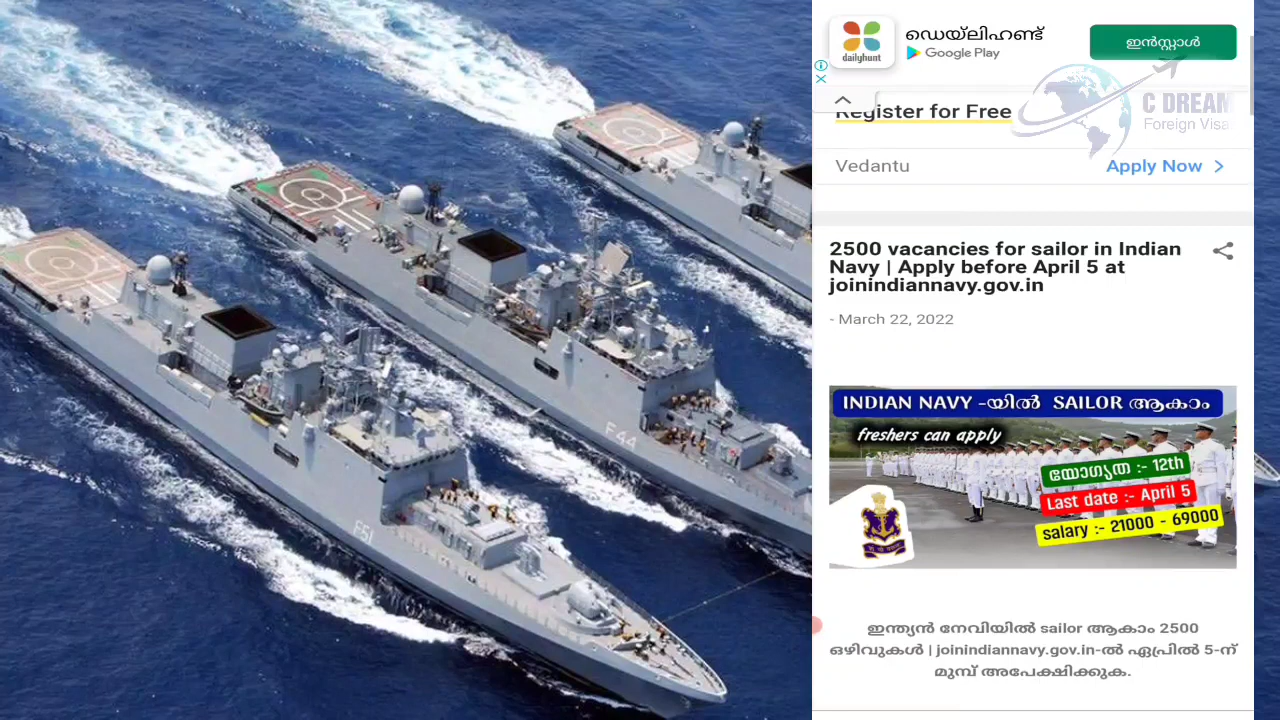 ഡെയ്‌ലിഹണ്ട്
dailyhunt
Google Play
ഇൻസ്റ്റാൾ
C DREAM
Foreign Visa
Register for Free
Vedantu
Apply Now
2500 vacancies for sailor in Indian
Navy | Apply before April 5 at
joinindiannavy.gov.in
- March 22, 2022
INDIAN NAVY -യിൽ SAILOR ആകാം
freshers can apply
യോഗ്യത :- 12th
Last date :- April 5
salary :- 21000 - 69000
ഇന്ത്യൻ നേവിയിൽ sailor ആകാം 2500
ഒഴിവുകൾ | joinindiannavy.gov.in-ൽ ഏപ്രിൽ 5-ന്
മുമ്പ് അപേക്ഷിക്കുക.
F 44
F51